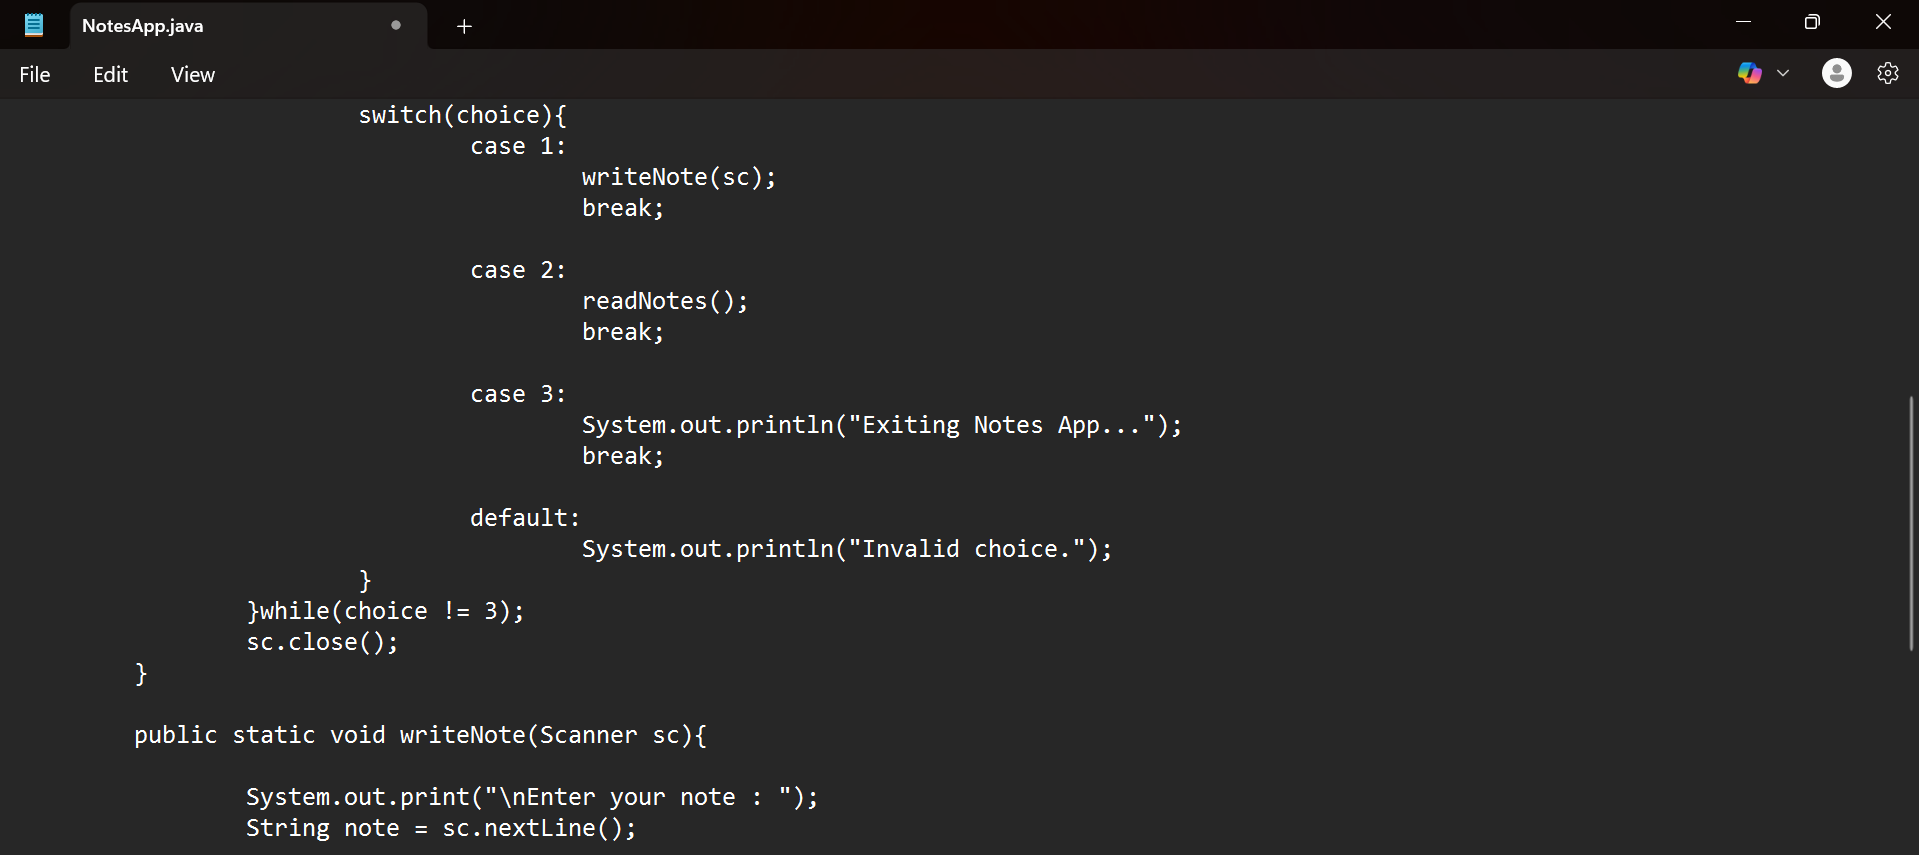 NotesApp.java
File Edit View
switch(choice){
case 1:
writeNote(sc);
break;
case 2:
readNotes();
break;
case 3:
System.out.println("Exiting Notes App...");
break;
default:
System.out.println("Invalid choice.");
}
}while(choice != 3);
sc.close();
}
public static void writeNote(Scanner sc){
System.out.print("\nEnter your note : ");
String note = sc.nextLine();